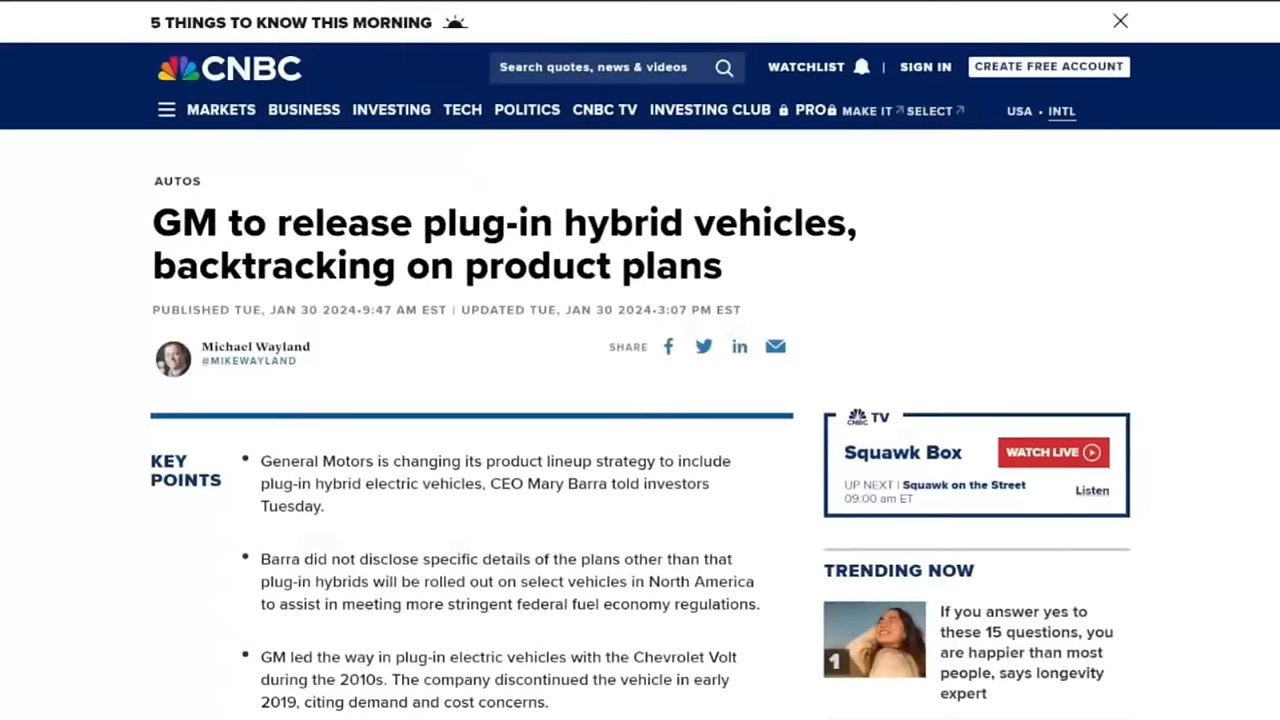 5 THINGS TO KNOW THIS MORNING
CNBC
Search quotes, news & videos
WATCHLIST | SIGN IN CREATE FREE ACCOUNT
MARKETS BUSINESS INVESTING TECH POLITICS CNBC TV INVESTING CLUB PRO MAKE IT SELECT USA • INTL
AUTOS
GM to release plug-in hybrid vehicles,
backtracking on product plans
PUBLISHED TUE, JAN 30 2024•9:47 AM EST | UPDATED TUE, JAN 30 2024•3:07 PM EST
Michael Wayland
@MIKEWAYLAND
SHARE
KEY
POINTS
• General Motors is changing its product lineup strategy to include
plug-in hybrid electric vehicles, CEO Mary Barra told investors
Tuesday.
• Barra did not disclose specific details of the plans other than that
plug-in hybrids will be rolled out on select vehicles in North America
to assist in meeting more stringent federal fuel economy regulations.
• GM led the way in plug-in electric vehicles with the Chevrolet Volt
during the 2010s. The company discontinued the vehicle in early
2019, citing demand and cost concerns.
CNBC TV
Squawk Box
WATCH LIVE
UP NEXT | Squawk on the Street
09:00 am ET
Listen
TRENDING NOW
1
If you answer yes to
these 15 questions, you
are happier than most
people, says longevity
expert